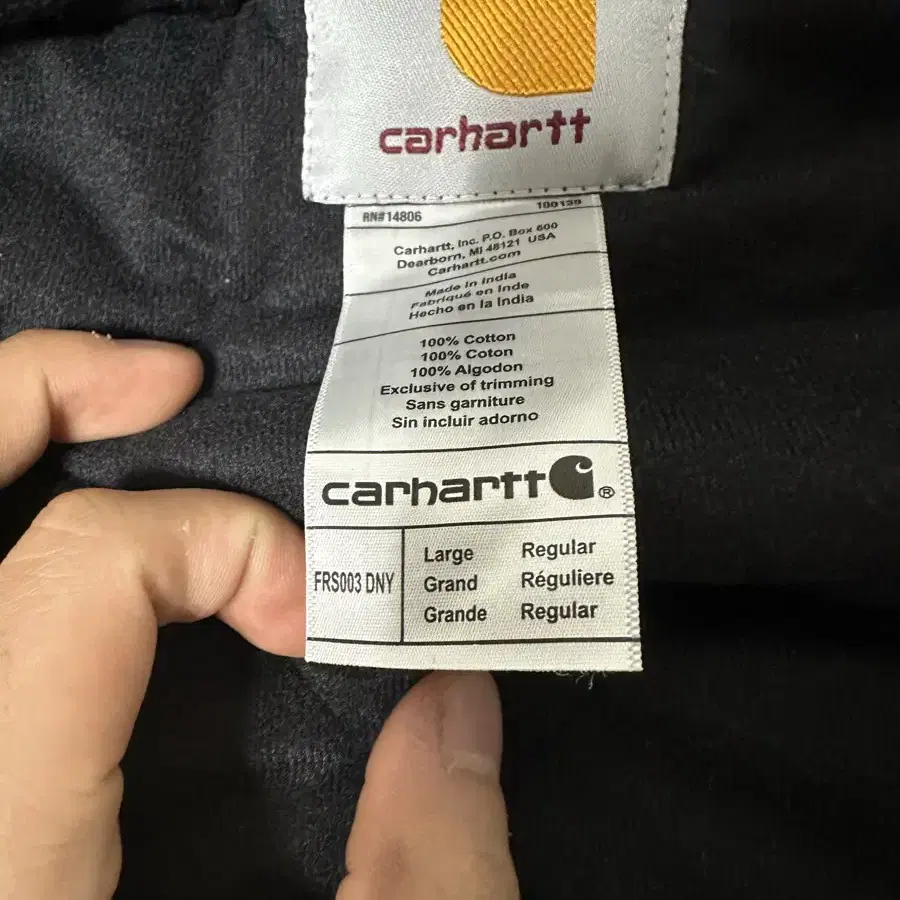 carhartt
RN#14806 100139
Carhartt, Inc. P.O. Box 600
Dearborn, MI 48121 USA
Carhartt.com
Made in India
Fabriqué en Inde
Hecho en la India
100% Cotton
100% Coton
100% Algodon
Exclusive of trimming
Sans garniture
Sin incluir adorno
carhartt ®
FRS003 DNY
Large Regular
Grand Réguliere
Grande Regular